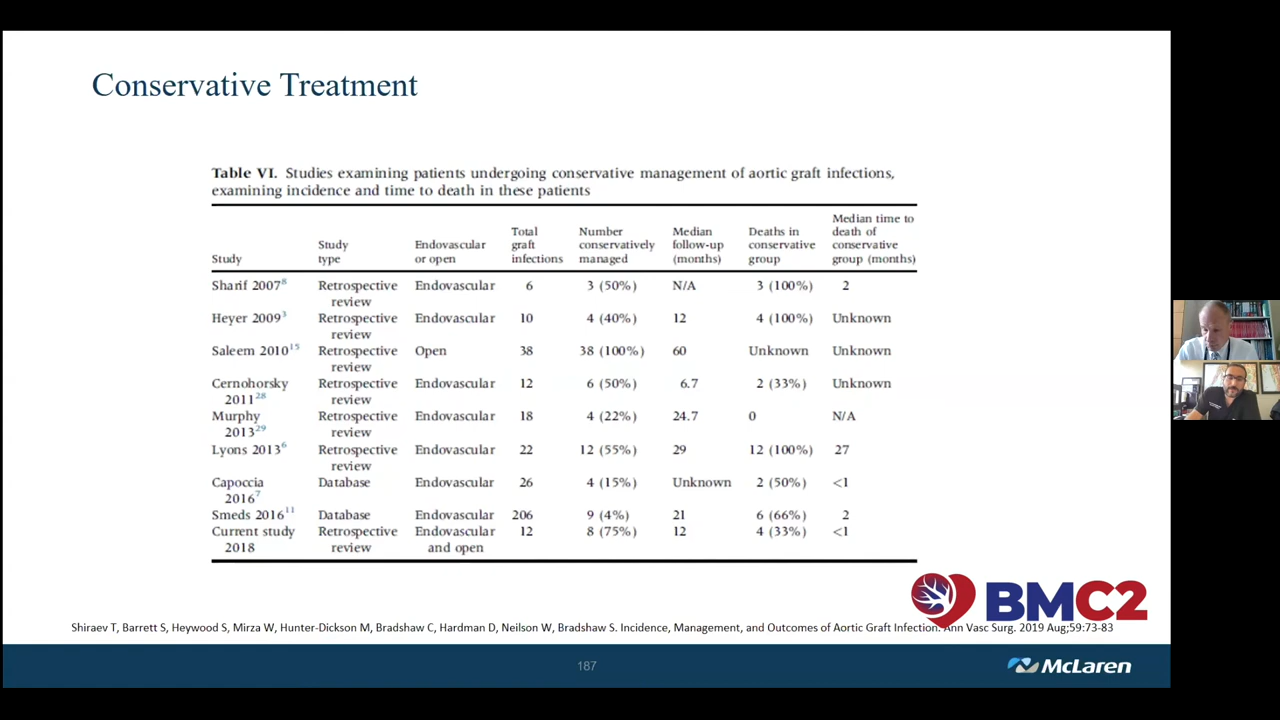 Conservative Treatment
Table VI. Studies examining patients undergoing conservative management of aortic graft infections,
examining incidence and time to death in these patients
Study
Study type
Endovascular or open
Total graft infections
Number conservatively managed
Median follow-up (months)
Deaths in conservative group
Median time to death of conservative group (months)
Sharif 2007⁸ Retrospective review Endovascular 6 3 (50%) N/A 3 (100%) 2
Heyer 2009³ Retrospective review Endovascular 10 4 (40%) 12 4 (100%) Unknown
Saleem 2010¹⁵ Retrospective review Open 38 38 (100%) 60 Unknown Unknown
Cernohorsky 2011²⁸ Retrospective review Endovascular 12 6 (50%) 6.7 2 (33%) Unknown
Murphy 2013²⁹ Retrospective review Endovascular 18 4 (22%) 24.7 0 N/A
Lyons 2013⁶ Retrospective review Endovascular 22 12 (55%) 29 12 (100%) 27
Capoccia 2016⁷ Database Endovascular 26 4 (15%) Unknown 2 (50%) <1
Smeds 2016¹¹ Database Endovascular 206 9 (4%) 21 6 (66%) 2
Current study 2018 Retrospective review Endovascular and open 12 8 (75%) 12 4 (33%) <1
BMC2
Shiraev T, Barrett S, Heywood S, Mirza W, Hunter-Dickson M, Bradshaw C, Hardman D, Neilson W, Bradshaw S. Incidence, Management, and Outcomes of Aortic Graft Infection. Ann Vasc Surg. 2019 Aug;59:73-83
187
McLaren